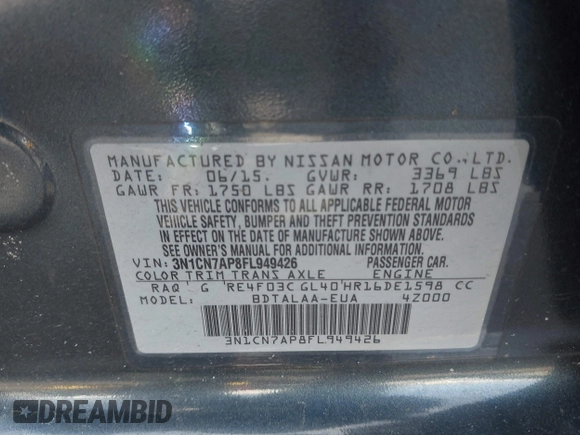 MANUFACTURED BY NISSAN MOTOR CO., LTD.
DATE: 06/15. GVWR: 3369 LBS
GAWR FR: 1750 LBS GAWR RR: 1708 LBS
THIS VEHICLE CONFORMS TO ALL APPLICABLE FEDERAL MOTOR
VEHICLE SAFETY, BUMPER AND THEFT PREVENTION STANDARDS
IN EFFECT ON THE DATE OF MANUFACTURE SHOWN ABOVE.
SEE OWNER'S MANUAL FOR ADDITIONAL INFORMATION.
VIN: 3N1CN7AP8FL949426 PASSENGER CAR.
COLOR TRIM TRANS AXLE ENGINE
RAQ' G 'RE4F03C GL40'HR16DE1598 CC
MODEL: BDTALAA-EUA 4Z000
3N1CN7AP8FL949426
DREAMBID